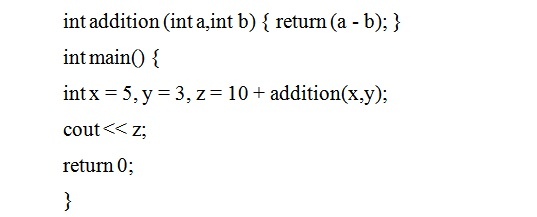 int addition (int a,int b) { return (a - b); }
int main() {
int x = 5, y = 3, z = 10 + addition(x,y);
cout << z;
return 0;
}